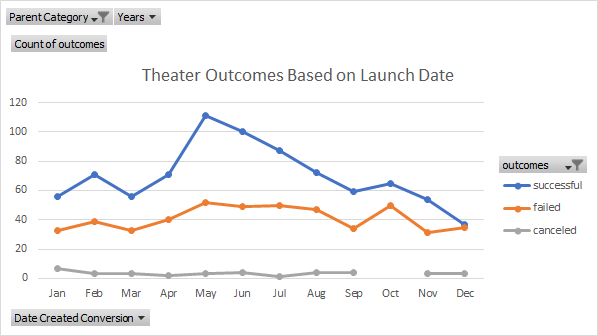 Parent Category Years
Count of outcomes
Theater Outcomes Based on Launch Date
120
100
80
60
40
20
0
Jan Feb Mar Apr May Jun Jul Aug Sep Oct Nov Dec
outcomes
successful
failed
canceled
Date Created Conversion